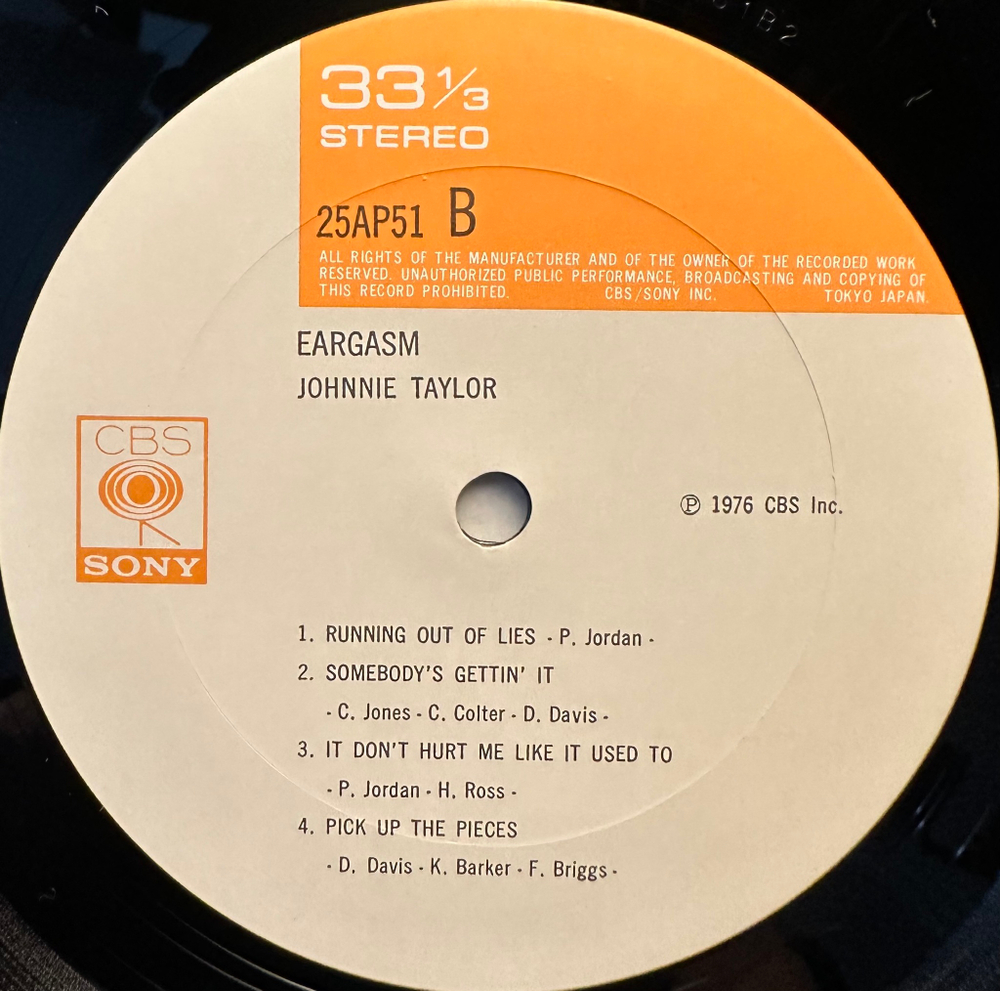 1B2
33 1/3
STEREO
25AP51 B
ALL RIGHTS OF THE MANUFACTURER AND OF THE OWNER OF THE RECORDED WORK
RESERVED. UNAUTHORIZED PUBLIC PERFORMANCE, BROADCASTING AND COPYING OF
THIS RECORD PROHIBITED. CBS/SONY INC. TOKYO JAPAN.
EARGASM
JOHNNIE TAYLOR
CBS
SONY
℗ 1976 CBS Inc.
1. RUNNING OUT OF LIES - P. Jordan -
2. SOMEBODY'S GETTIN' IT
- C. Jones - C. Colter - D. Davis -
3. IT DON'T HURT ME LIKE IT USED TO
- P. Jordan - H. Ross -
4. PICK UP THE PIECES
- D. Davis - K. Barker - F. Briggs -